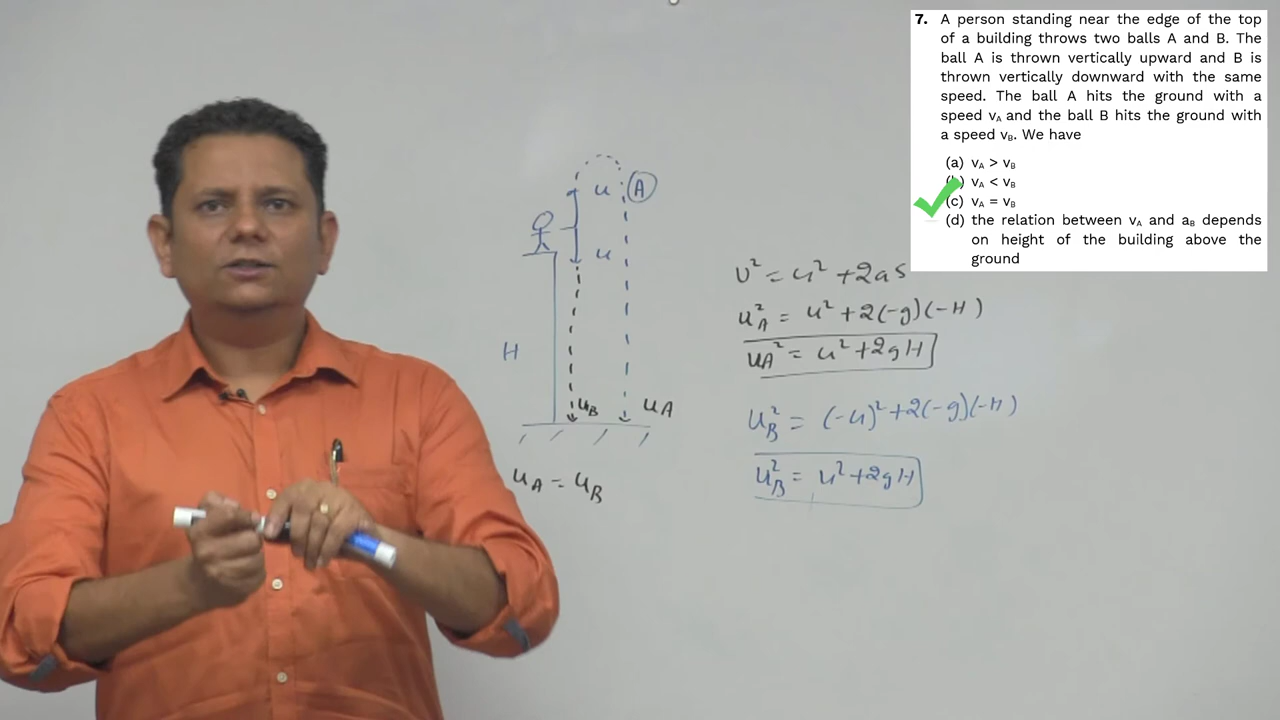 7. A person standing near the edge of the top
of a building throws two balls A and B. The
ball A is thrown vertically upward and B is
thrown vertically downward with the same
speed. The ball A hits the ground with a
speed vA and the ball B hits the ground with
a speed vB. We have
(a) vA > vB
) vA < vB
(c) vA = vB
(d) the relation between vA and aB depends
on height of the building above the
ground
u A
u
H
uB uA
uA = uB
v² = u² + 2as
uA² = u² + 2(-g)(-H)
uA² = u² + 2gH
uB² = (-u)² + 2(-g)(-H)
uB² = u² + 2gH